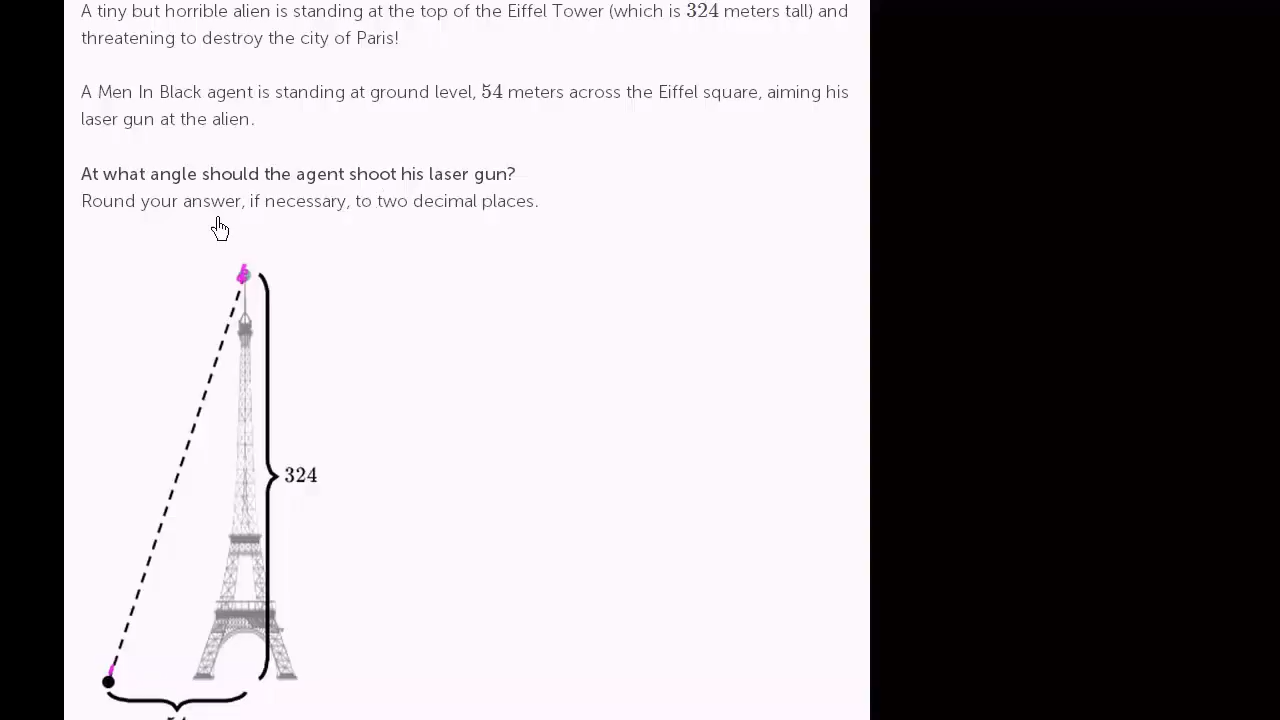 A tiny but horrible alien is standing at the top of the Eiffel Tower (which is 324 meters tall) and
threatening to destroy the city of Paris!
A Men In Black agent is standing at ground level, 54 meters across the Eiffel square, aiming his
laser gun at the alien.
At what angle should the agent shoot his laser gun?
Round your answer, if necessary, to two decimal places.
324